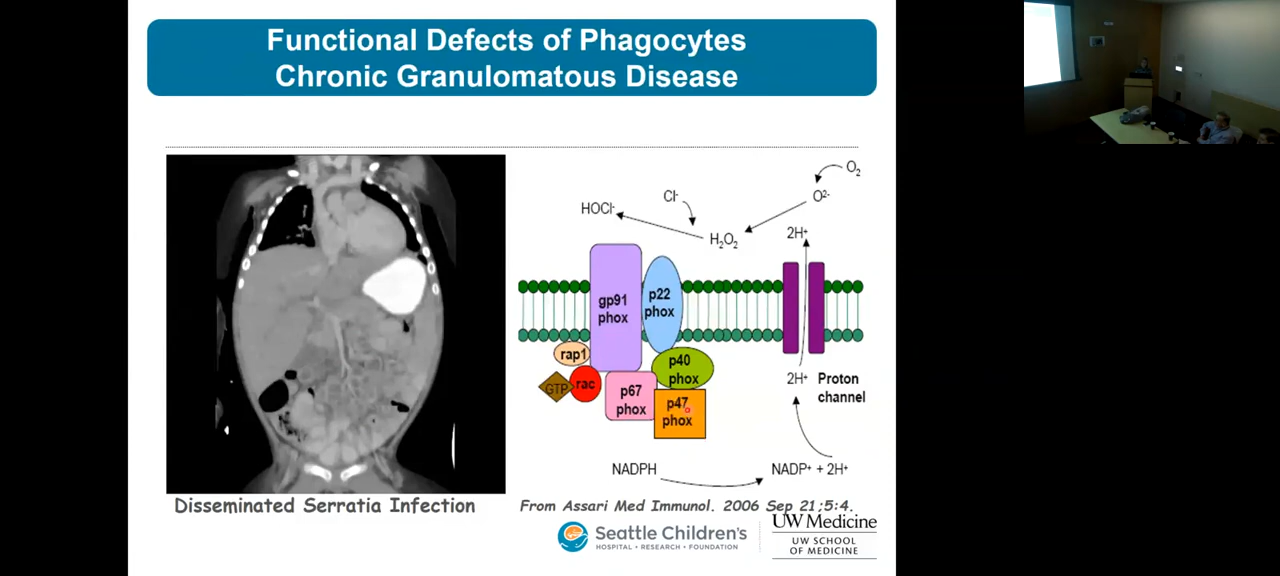 Functional Defects of Phagocytes
Chronic Granulomatous Disease
O₂
Cl⁻
O²⁻
HOCl⁻
H₂O₂
2H⁺
gp91
phox
p22
phox
rap1
p40
phox
GTP
rac
p67
phox
p47
phox
2H⁺ Proton
channel
NADPH
NADP⁺ + 2H⁺
Disseminated Serratia Infection
From Assari Med Immunol. 2006 Sep 21;5:4.
Seattle Children's
HOSPITAL • RESEARCH • FOUNDATION
UW Medicine
UW SCHOOL
OF MEDICINE